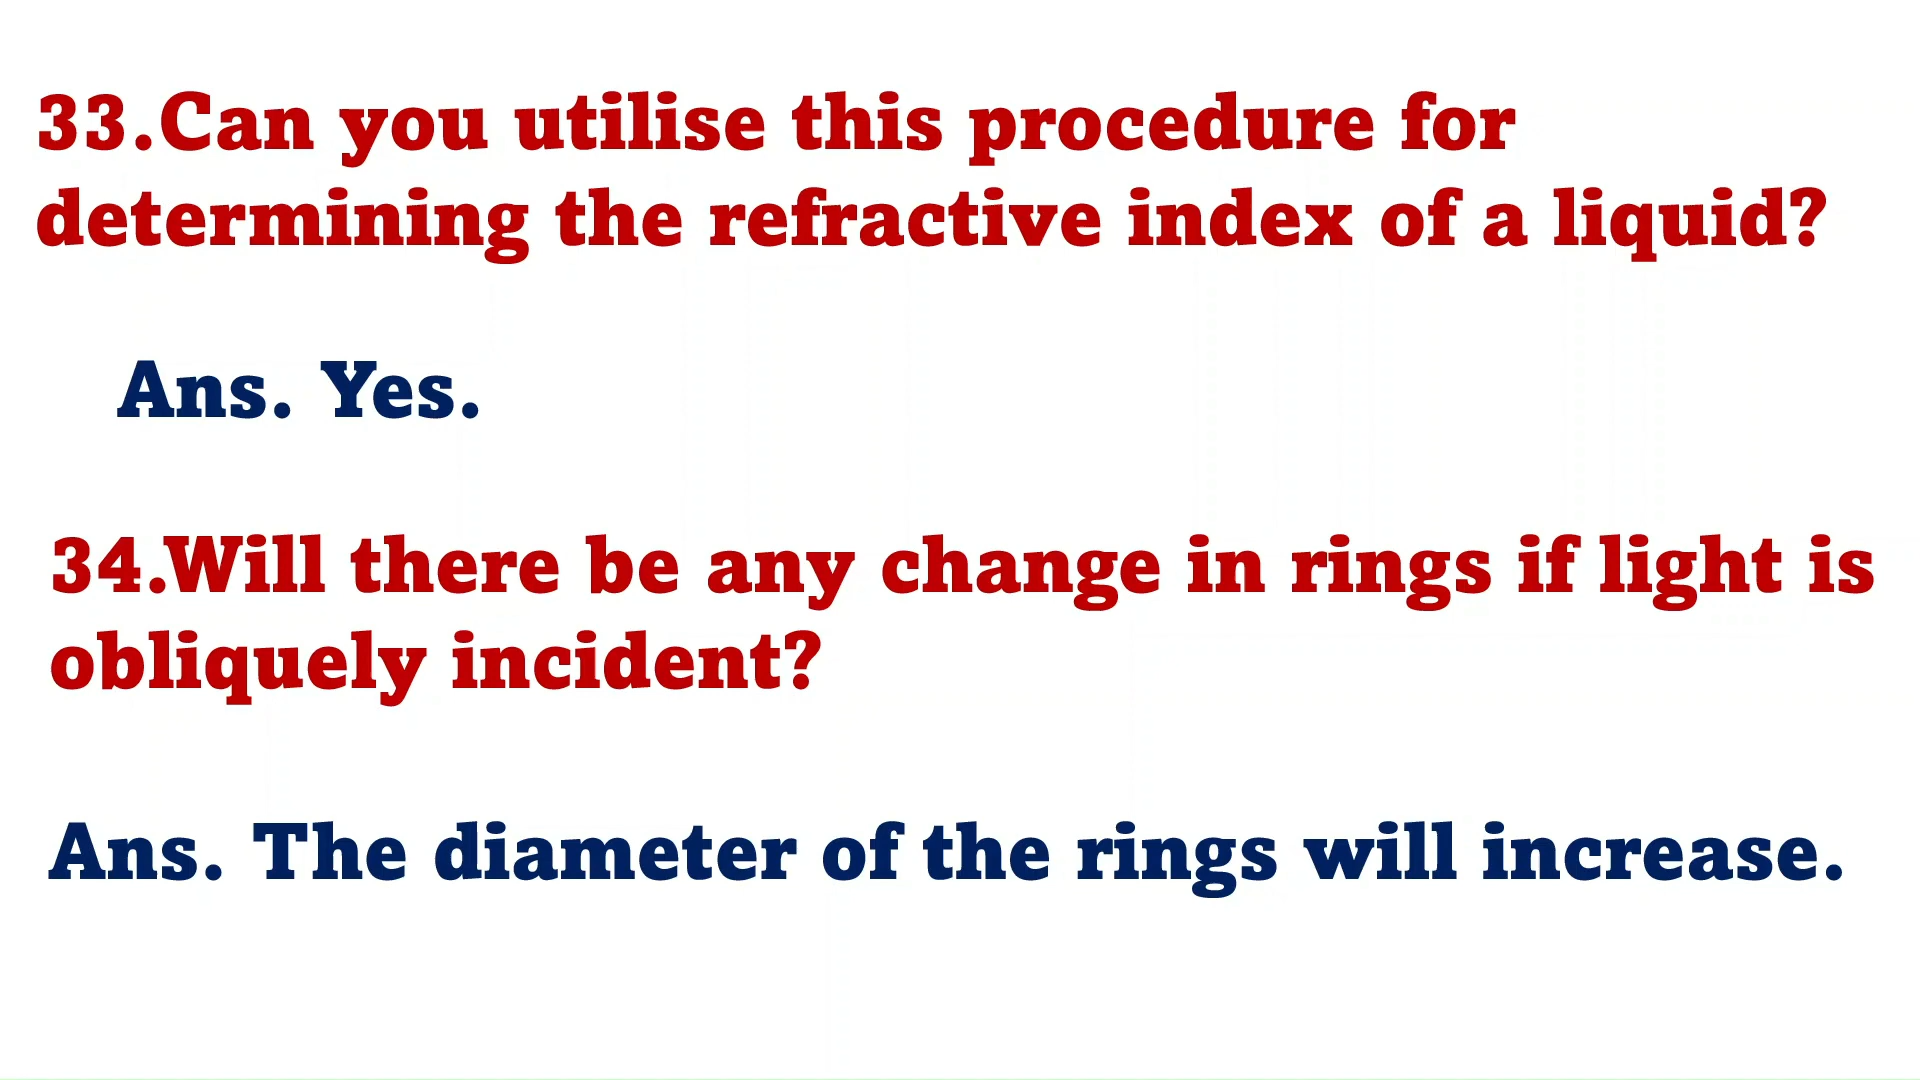 33.Can you utilise this procedure for
determining the refractive index of a liquid?
Ans. Yes.
34.Will there be any change in rings if light is
obliquely incident?
Ans. The diameter of the rings will increase.